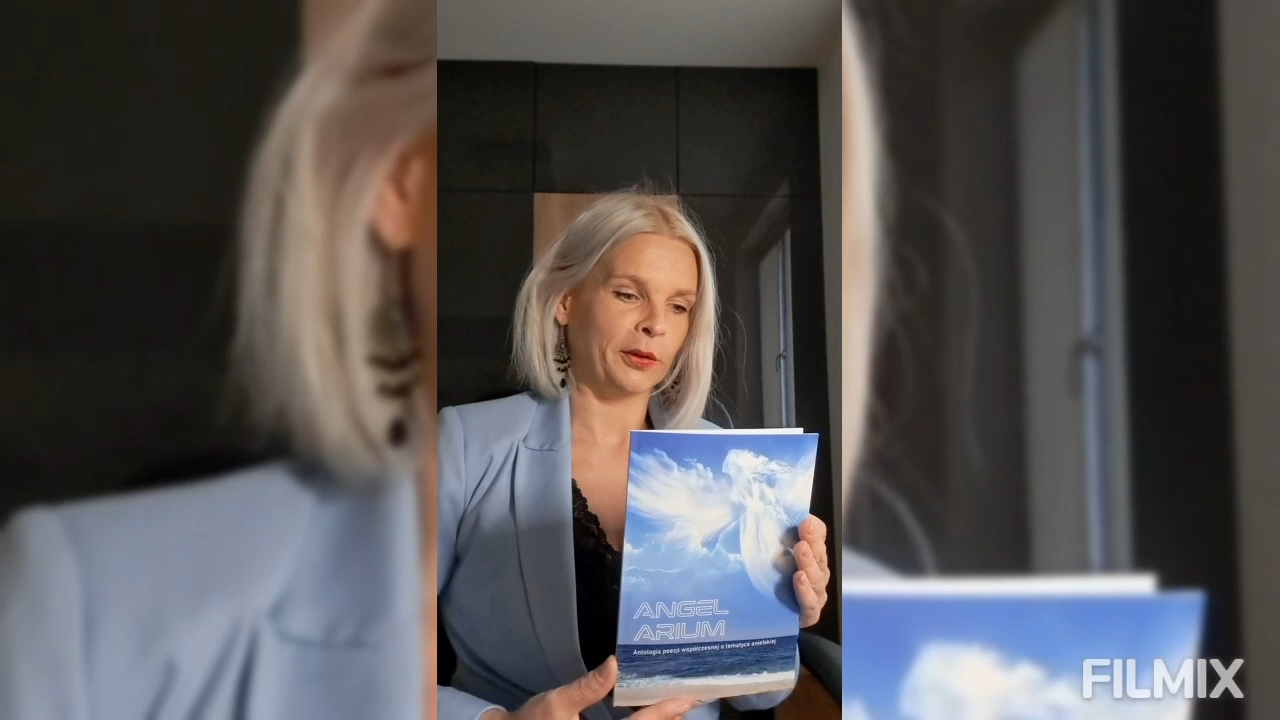 ANGEL
ARIUM
Antologia poezji współczesnej o tematyce anielskiej
FILMIX